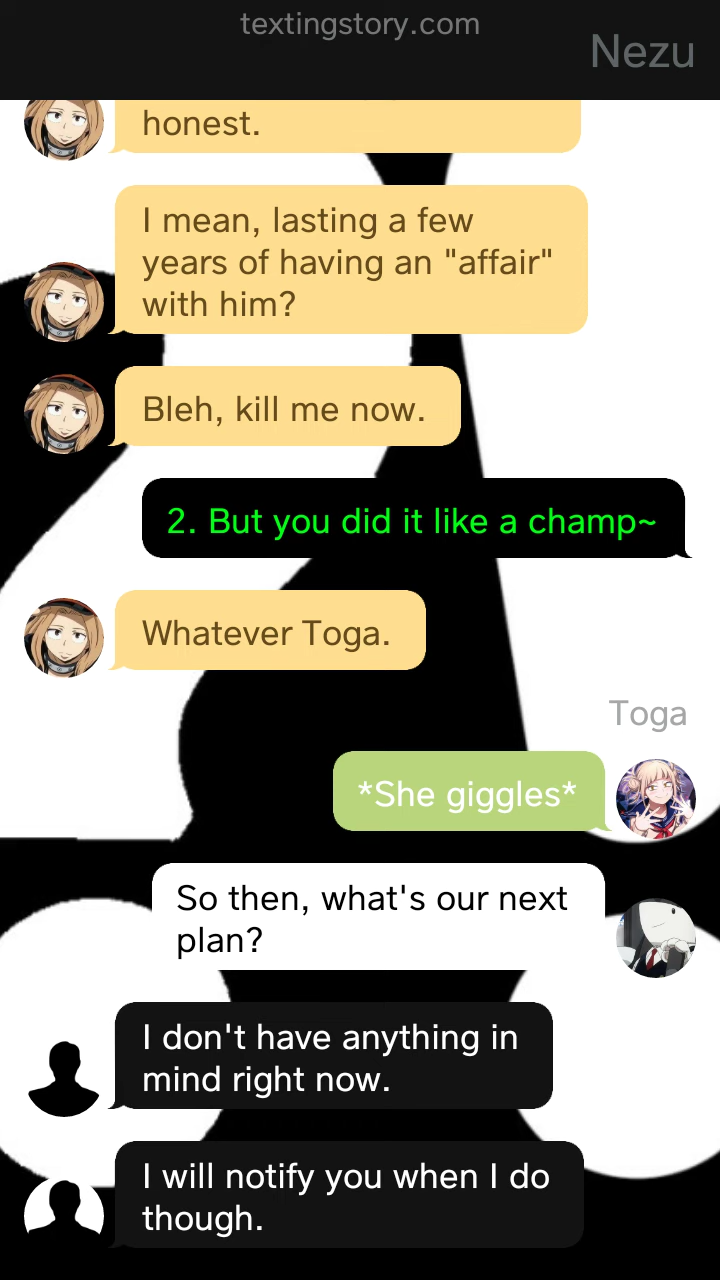 textingstory.com
Nezu
honest.
I mean, lasting a few
years of having an "affair"
with him?
Bleh, kill me now.
2. But you did it like a champ~
Whatever Toga.
Toga
*She giggles*
So then, what's our next
plan?
I don't have anything in
mind right now.
I will notify you when I do
though.